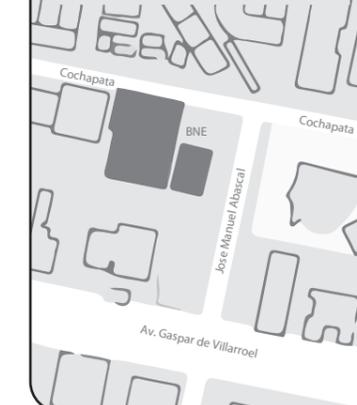 Cochapata
BNE
Cochapata
Jose Manuel Abascal
Av. Gaspar de Villarroel